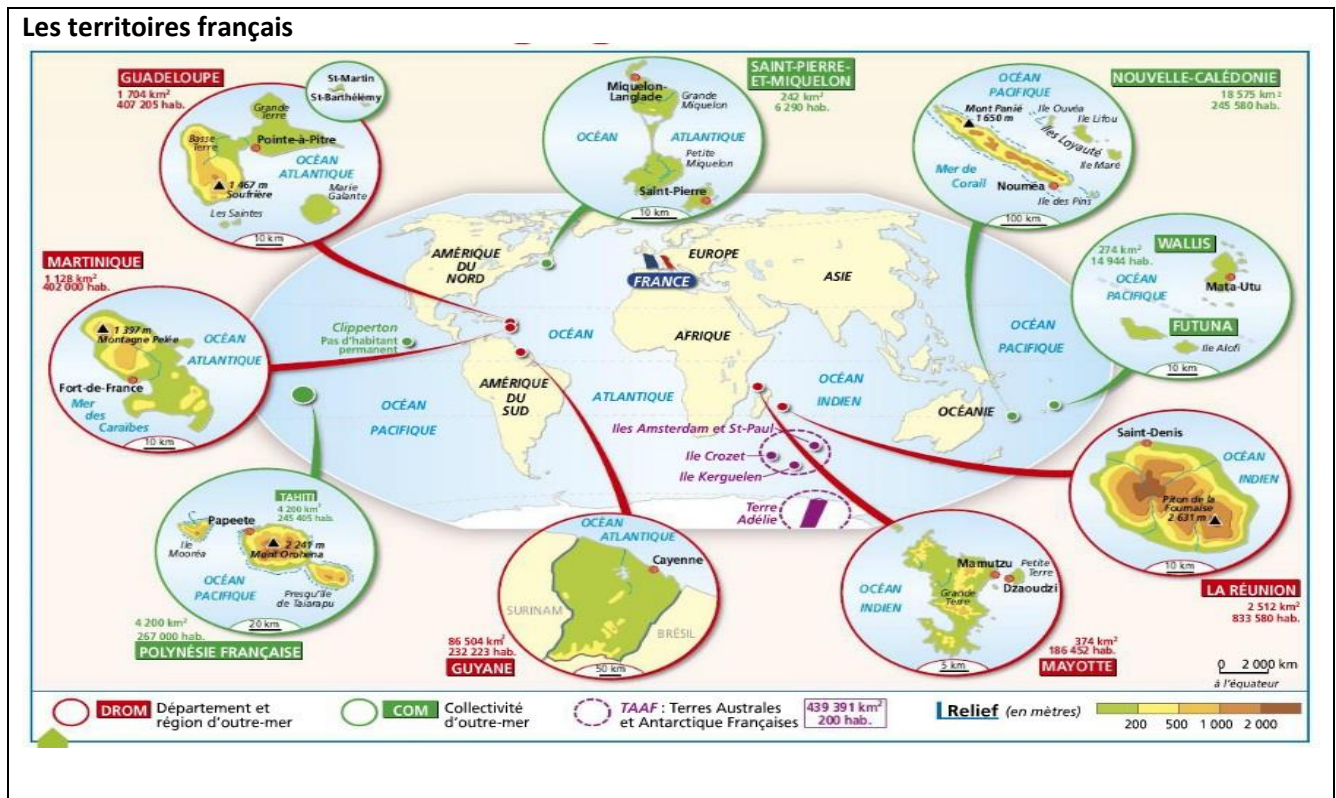 Les territoires français
GUADELOUPE
1 704 km²
407 205 hab.
St-Martin
St-Barthélémy
Grande
Terre
Basse
Terre
Pointe-à-Pitre
OCÉAN
ATLANTIQUE
1 467 m
Soufrière
Marie
Galante
Les Saintes
10 km
Miquelon-
Langlade
Grande
Miquelon
OCÉAN
ATLANTIQUE
Petite
Miquelon
Saint-Pierre
10 km
SAINT-PIERRE-
ET-MIQUELON
242 km²
6 290 hab.
OCÉAN
PACIFIQUE
Mont Panié
1 650 m
Ile Ouvéa
Ile Lifou
Iles Loyauté
Ile Maré
Mer de
Corail
Nouméa
Ile des Pins
100 km
NOUVELLE-CALÉDONIE
18 575 km²
245 580 hab.
MARTINIQUE
1 128 km²
402 000 hab.
1 397 m
Montagne Pelée
OCÉAN
ATLANTIQUE
Fort-de-France
Mer
des
Caraïbes
10 km
AMÉRIQUE
DU
NORD
EUROPE
FRANCE
ASIE
Clipperton
Pas d'habitant
permanent
OCÉAN
AFRIQUE
OCÉAN
PACIFIQUE
AMÉRIQUE
DU
SUD
ATLANTIQUE
OCÉAN
INDIEN
OCÉAN
PACIFIQUE
OCÉANIE
Iles Amsterdam et St-Paul
Ile Crozet
Ile Kerguelen
Terre
Adélie
274 km²
14 944 hab.
WALLIS
OCÉAN
PACIFIQUE
Mata-Utu
FUTUNA
Ile Alofi
10 km
TAHITI
4 200 km²
245 405 hab.
Papeete
Ile
Mooréa
2 241 m
Mont Orohena
OCÉAN
PACIFIQUE
Presqu'île
de Taiarapu
20 km
4 200 km²
267 000 hab.
POLYNÉSIE FRANÇAISE
OCÉAN
ATLANTIQUE
Cayenne
SURINAM
BRÉSIL
50 km
86 504 km²
232 223 hab.
GUYANE
Mamutzu
Petite
Terre
Dzaoudzi
Grande
Terre
OCÉAN
INDIEN
5 km
374 km²
186 452 hab.
MAYOTTE
Saint-Denis
OCÉAN
INDIEN
Piton de la
Fournaise
2 631 m
10 km
LA RÉUNION
2 512 km²
833 580 hab.
0 2 000 km
à l'équateur
DROM Département et
région d'outre-mer
COM Collectivité
d'outre-mer
TAAF : Terres Australes
et Antarctique Françaises
439 391 km²
200 hab.
Relief (en mètres)
200 500 1 000 2 000